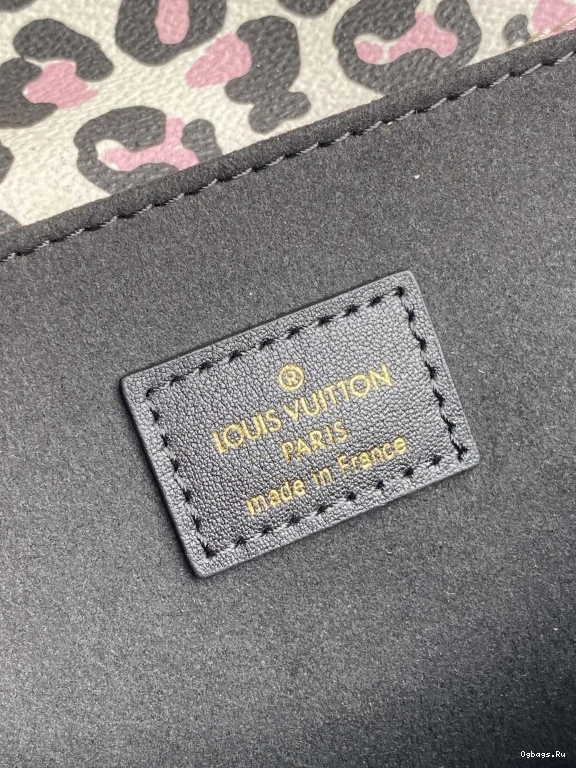 ®
LOUIS VUITTON
PARIS
made in France
Ogbags.Ru